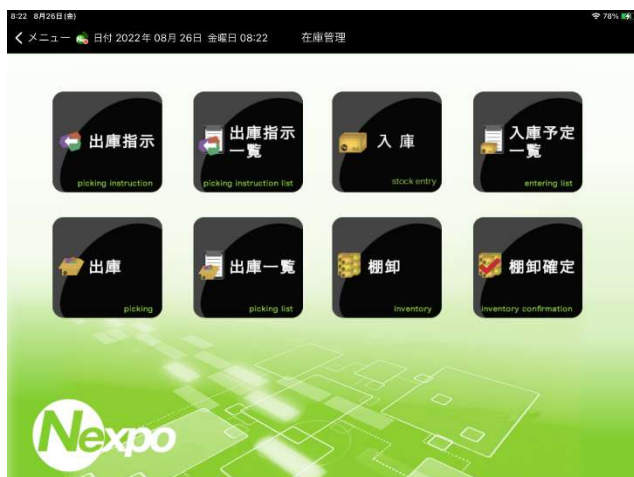 8:22 8月26日(金)
78%
メニュー 日付 2022年 08月 26日 金曜日 08:22 在庫管理
出庫指示
picking instruction
出庫指示
一覧
picking instruction list
入 庫
stock entry
入庫予定
一覧
entering list
出庫
picking
出庫一覧
picking list
棚卸
inventory
棚卸確定
inventory confirmation
Nexpo